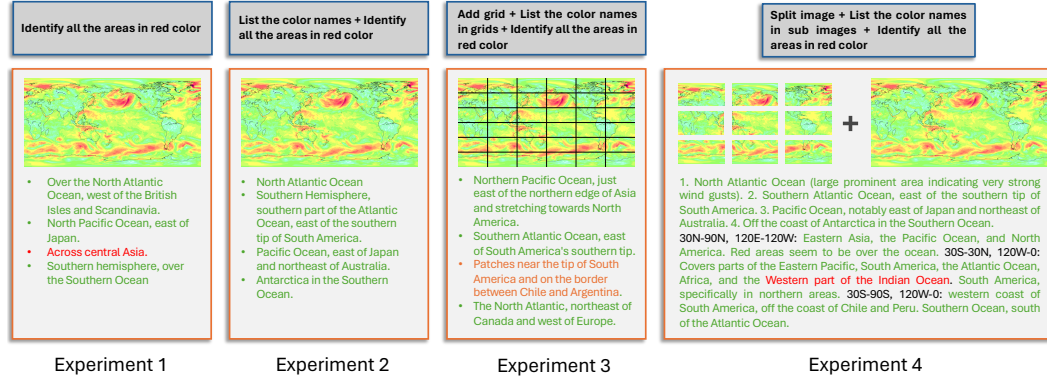 Identify all the areas in red color
List the color names + Identify
all the areas in red color
Add grid + List the color names
in grids + Identify all the areas in
red color
Split image + List the color names
in sub images + Identify all the
areas in red color
• Over the North Atlantic
Ocean, west of the British
Isles and Scandinavia.
• North Pacific Ocean, east of
Japan.
• Across central Asia.
• Southern hemisphere, over
the Southern Ocean
• North Atlantic Ocean
• Southern Hemisphere,
southern part of the Atlantic
Ocean, east of the southern
tip of South America.
• Pacific Ocean, east of Japan
and northeast of Australia.
• Antarctica in the Southern
Ocean.
• Northern Pacific Ocean, just
east of the northern edge of Asia
and stretching towards North
America.
• Southern Atlantic Ocean, east
of South America's southern tip.
• Patches near the tip of South
America and on the border
between Chile and Argentina.
• The North Atlantic, northeast of
Canada and west of Europe.
+
1. North Atlantic Ocean (large prominent area indicating very strong
wind gusts). 2. Southern Atlantic Ocean, east of the southern tip of
South America. 3. Pacific Ocean, notably east of Japan and northeast of
Australia. 4. Off the coast of Antarctica in the Southern Ocean.
30N-90N, 120E-120W: Eastern Asia, the Pacific Ocean, and North
America. Red areas seem to be over the ocean. 30S-30N, 120W-0:
Covers parts of the Eastern Pacific, South America, the Atlantic Ocean,
Africa, and the Western part of the Indian Ocean. South America,
specifically in northern areas. 30S-90S, 120W-0: western coast of
South America, off the coast of Chile and Peru. Southern Ocean, south
of the Atlantic Ocean.
Experiment 1
Experiment 2
Experiment 3
Experiment 4